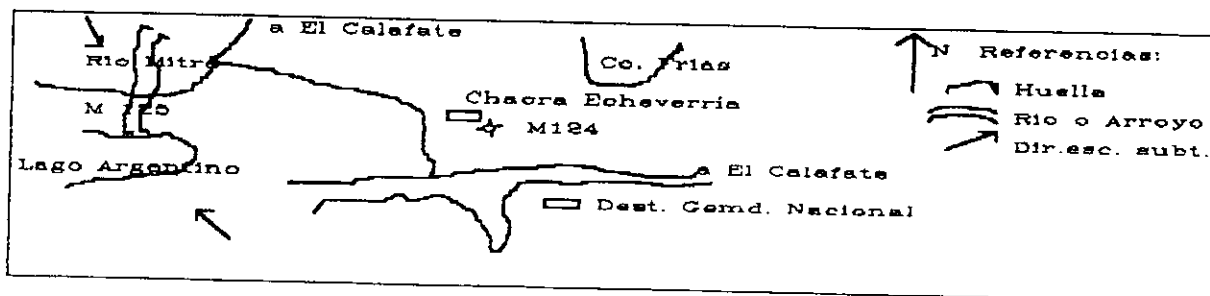 a El Calafate
Rio Mitre
Co. Frias
Chacra Echeverria
M 125
M124
Lago Argentino
a El Calafate
Dest. Gemd. Nacional
N Referencias:
Huella
Rio o Arroyo
Dir.esc. subt.